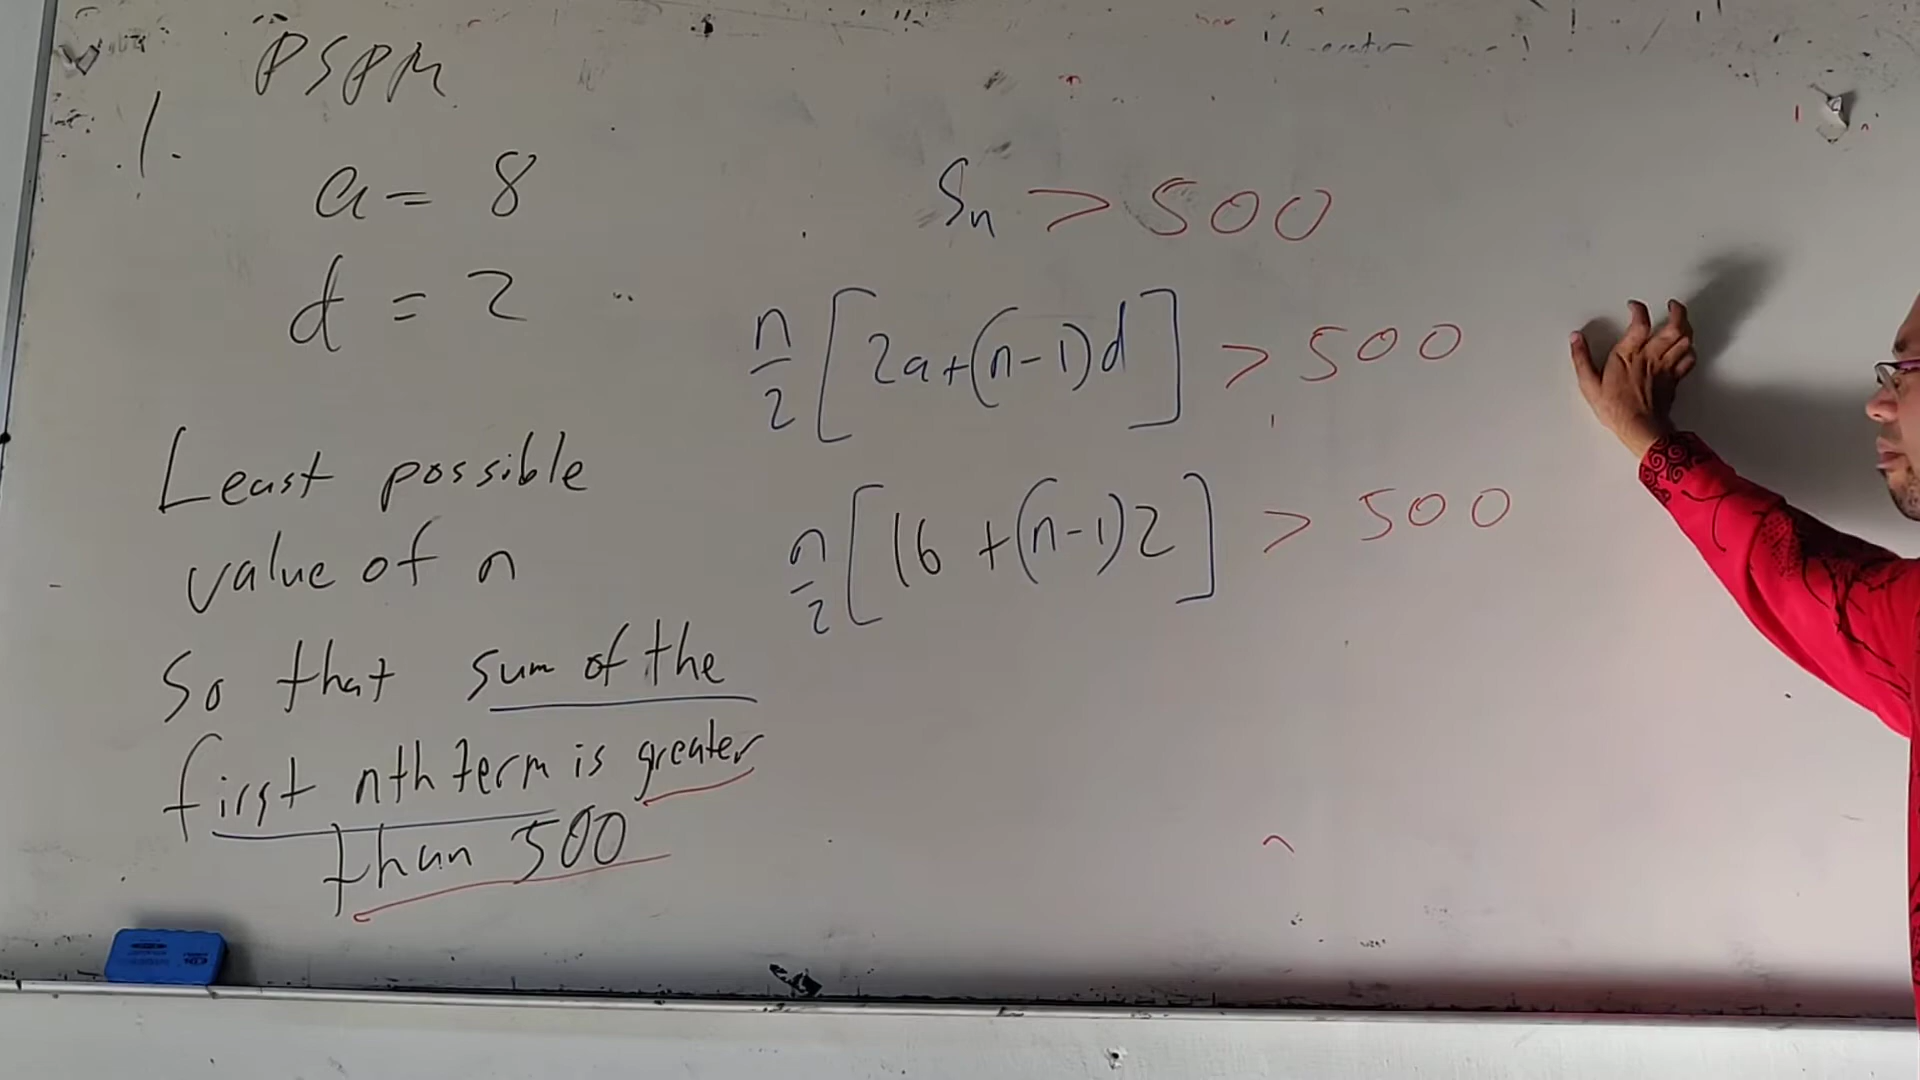 PSPM
1.
a = 8
d = 2
Least possible
value of n
So that sum of the
first nth term is greater
than 500
Sn > 500
n/2 [2a+(n-1)d] > 500
n/2 [16 +(n-1)2] > 500